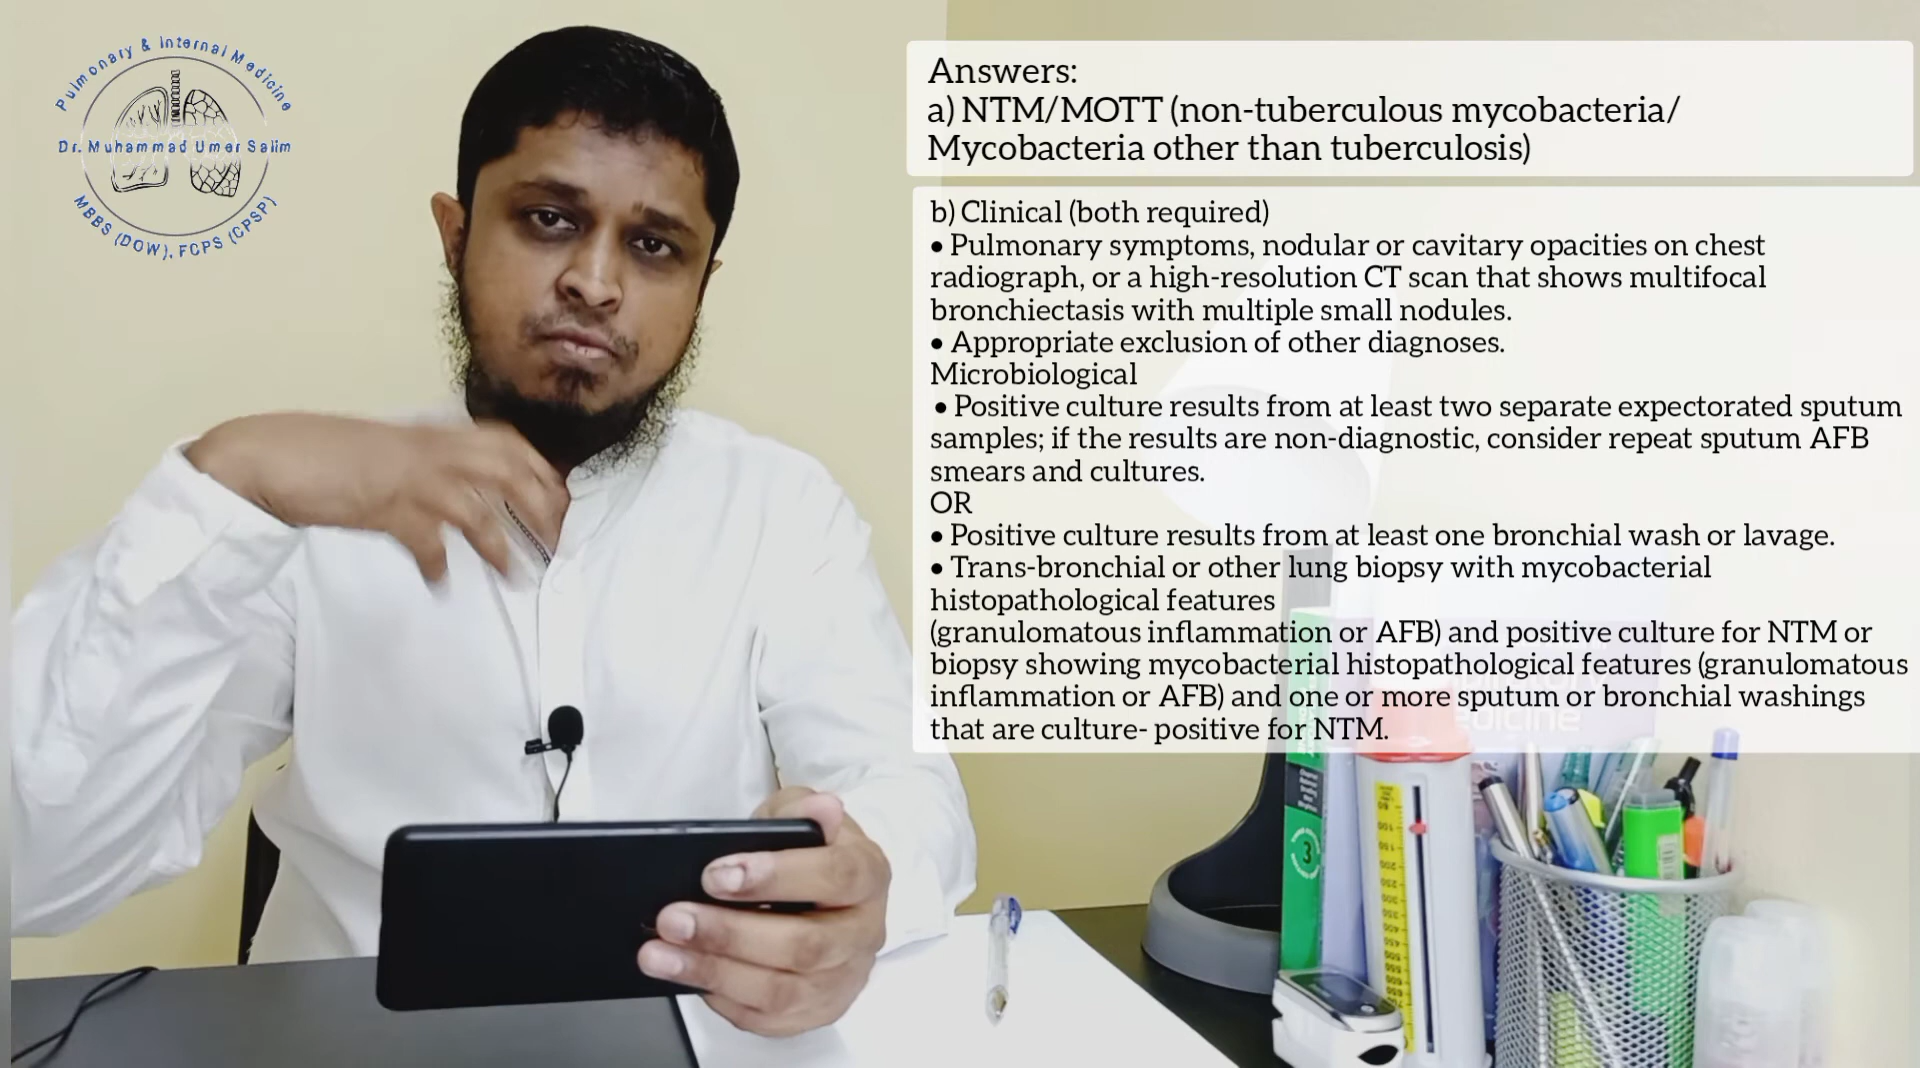 Pulmonary & Internal Medicine
Dr. Muhammad Umer Salim
MBBS (DOW), FCPS (CPSP)
Answers:
a) NTM/MOTT (non-tuberculous mycobacteria/
Mycobacteria other than tuberculosis)
b) Clinical (both required)
• Pulmonary symptoms, nodular or cavitary opacities on chest
radiograph, or a high-resolution CT scan that shows multifocal
bronchiectasis with multiple small nodules.
• Appropriate exclusion of other diagnoses.
Microbiological
• Positive culture results from at least two separate expectorated sputum
samples; if the results are non-diagnostic, consider repeat sputum AFB
smears and cultures.
OR
• Positive culture results from at least one bronchial wash or lavage.
• Trans-bronchial or other lung biopsy with mycobacterial
histopathological features
(granulomatous inflammation or AFB) and positive culture for NTM or
biopsy showing mycobacterial histopathological features (granulomatous
inflammation or AFB) and one or more sputum or bronchial washings
that are culture- positive for NTM.
3